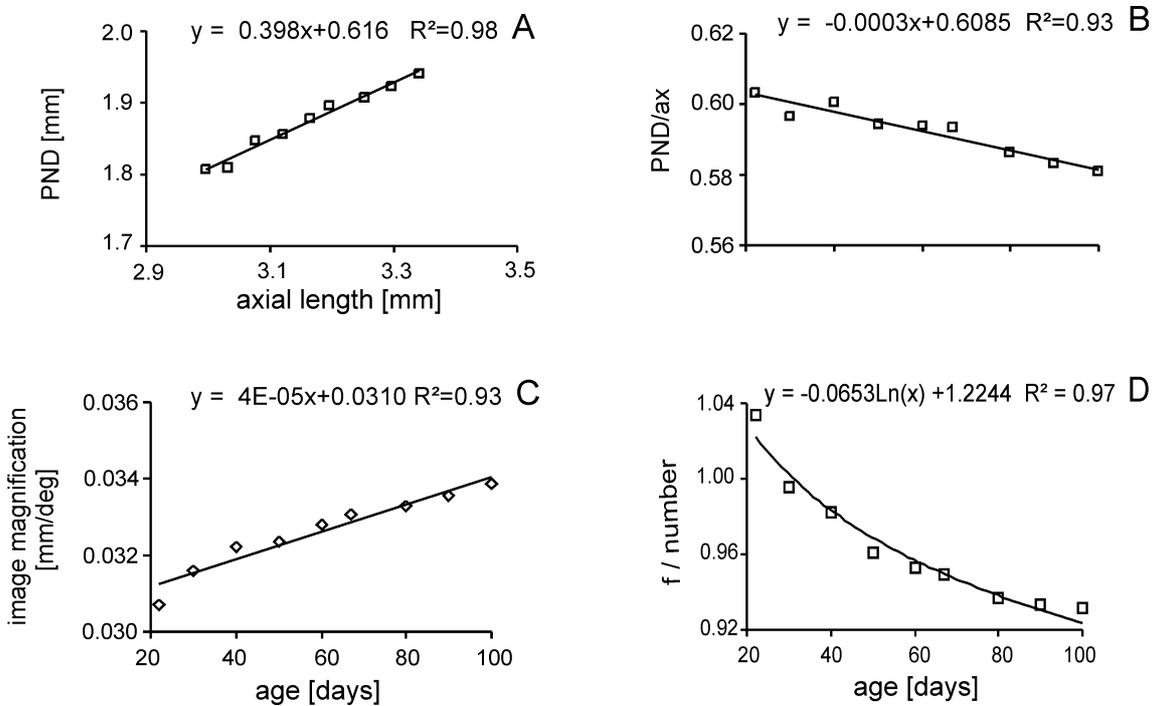 y = 0.398x+0.616 R²=0.98 A
2.0
1.9
1.8
1.7
PND [mm]
2.9 3.1 3.3 3.5
axial length [mm]
y = -0.0003x+0.6085 R²=0.93 B
0.62
0.60
0.58
0.56
PND/ax
y = 4E-05x+0.0310 R²=0.93 C
0.036
0.034
0.032
0.030
image magnification
[mm/deg]
20 40 60 80 100
age [days]
y = -0.0653Ln(x) +1.2244 R² = 0.97 D
1.04
1.00
0.96
0.92
f / number
20 40 60 80 100
age [days]